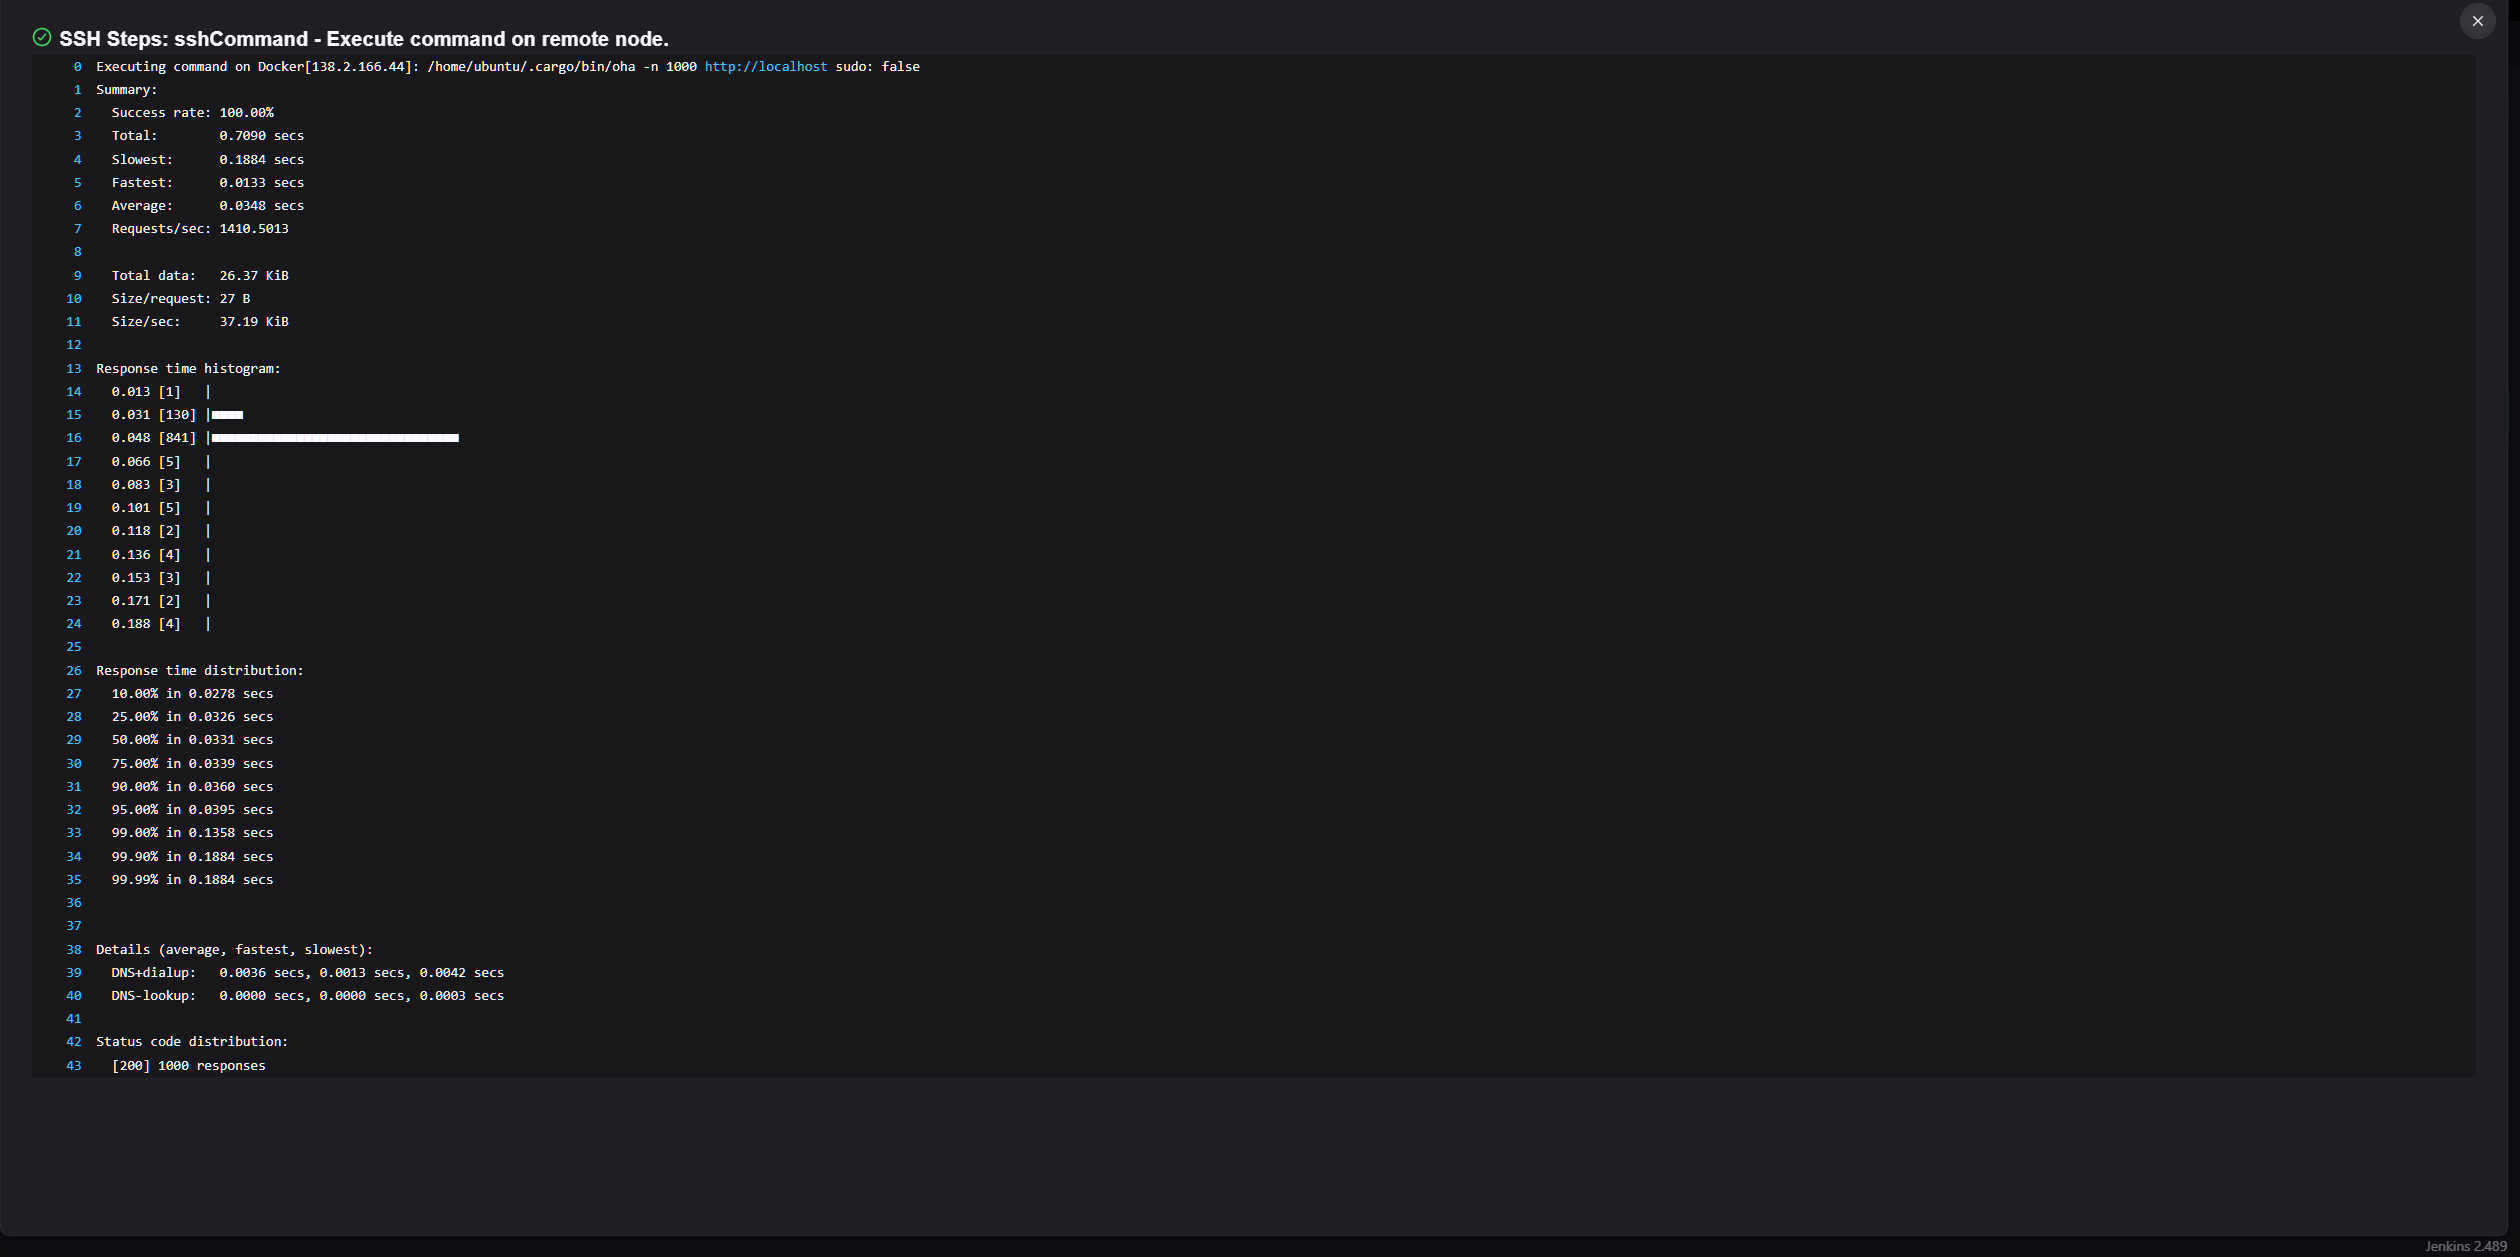 SSH Steps: sshCommand - Execute command on remote node.
0 Executing command on Docker[138.2.166.44]: /home/ubuntu/.cargo/bin/oha -n 1000 http://localhost sudo: false
1 Summary:
2 Success rate: 100.00%
3 Total: 0.7090 secs
4 Slowest: 0.1884 secs
5 Fastest: 0.0133 secs
6 Average: 0.0348 secs
7 Requests/sec: 1410.5013
8
9 Total data: 26.37 KiB
10 Size/request: 27 B
11 Size/sec: 37.19 KiB
12
13 Response time histogram:
14 0.013 [1] |
15 0.031 [130] |■■■■
16 0.048 [841] |■■■■■■■■■■■■■■■■■■■■■■■■■■■■■■■■
17 0.066 [5] |
18 0.083 [3] |
19 0.101 [5] |
20 0.118 [2] |
21 0.136 [4] |
22 0.153 [3] |
23 0.171 [2] |
24 0.188 [4] |
25
26 Response time distribution:
27 10.00% in 0.0278 secs
28 25.00% in 0.0326 secs
29 50.00% in 0.0331 secs
30 75.00% in 0.0339 secs
31 90.00% in 0.0360 secs
32 95.00% in 0.0395 secs
33 99.00% in 0.1358 secs
34 99.90% in 0.1884 secs
35 99.99% in 0.1884 secs
36
37
38 Details (average, fastest, slowest):
39 DNS+dialup: 0.0036 secs, 0.0013 secs, 0.0042 secs
40 DNS-lookup: 0.0000 secs, 0.0000 secs, 0.0003 secs
41
42 Status code distribution:
43 [200] 1000 responses
Jenkins 2.489